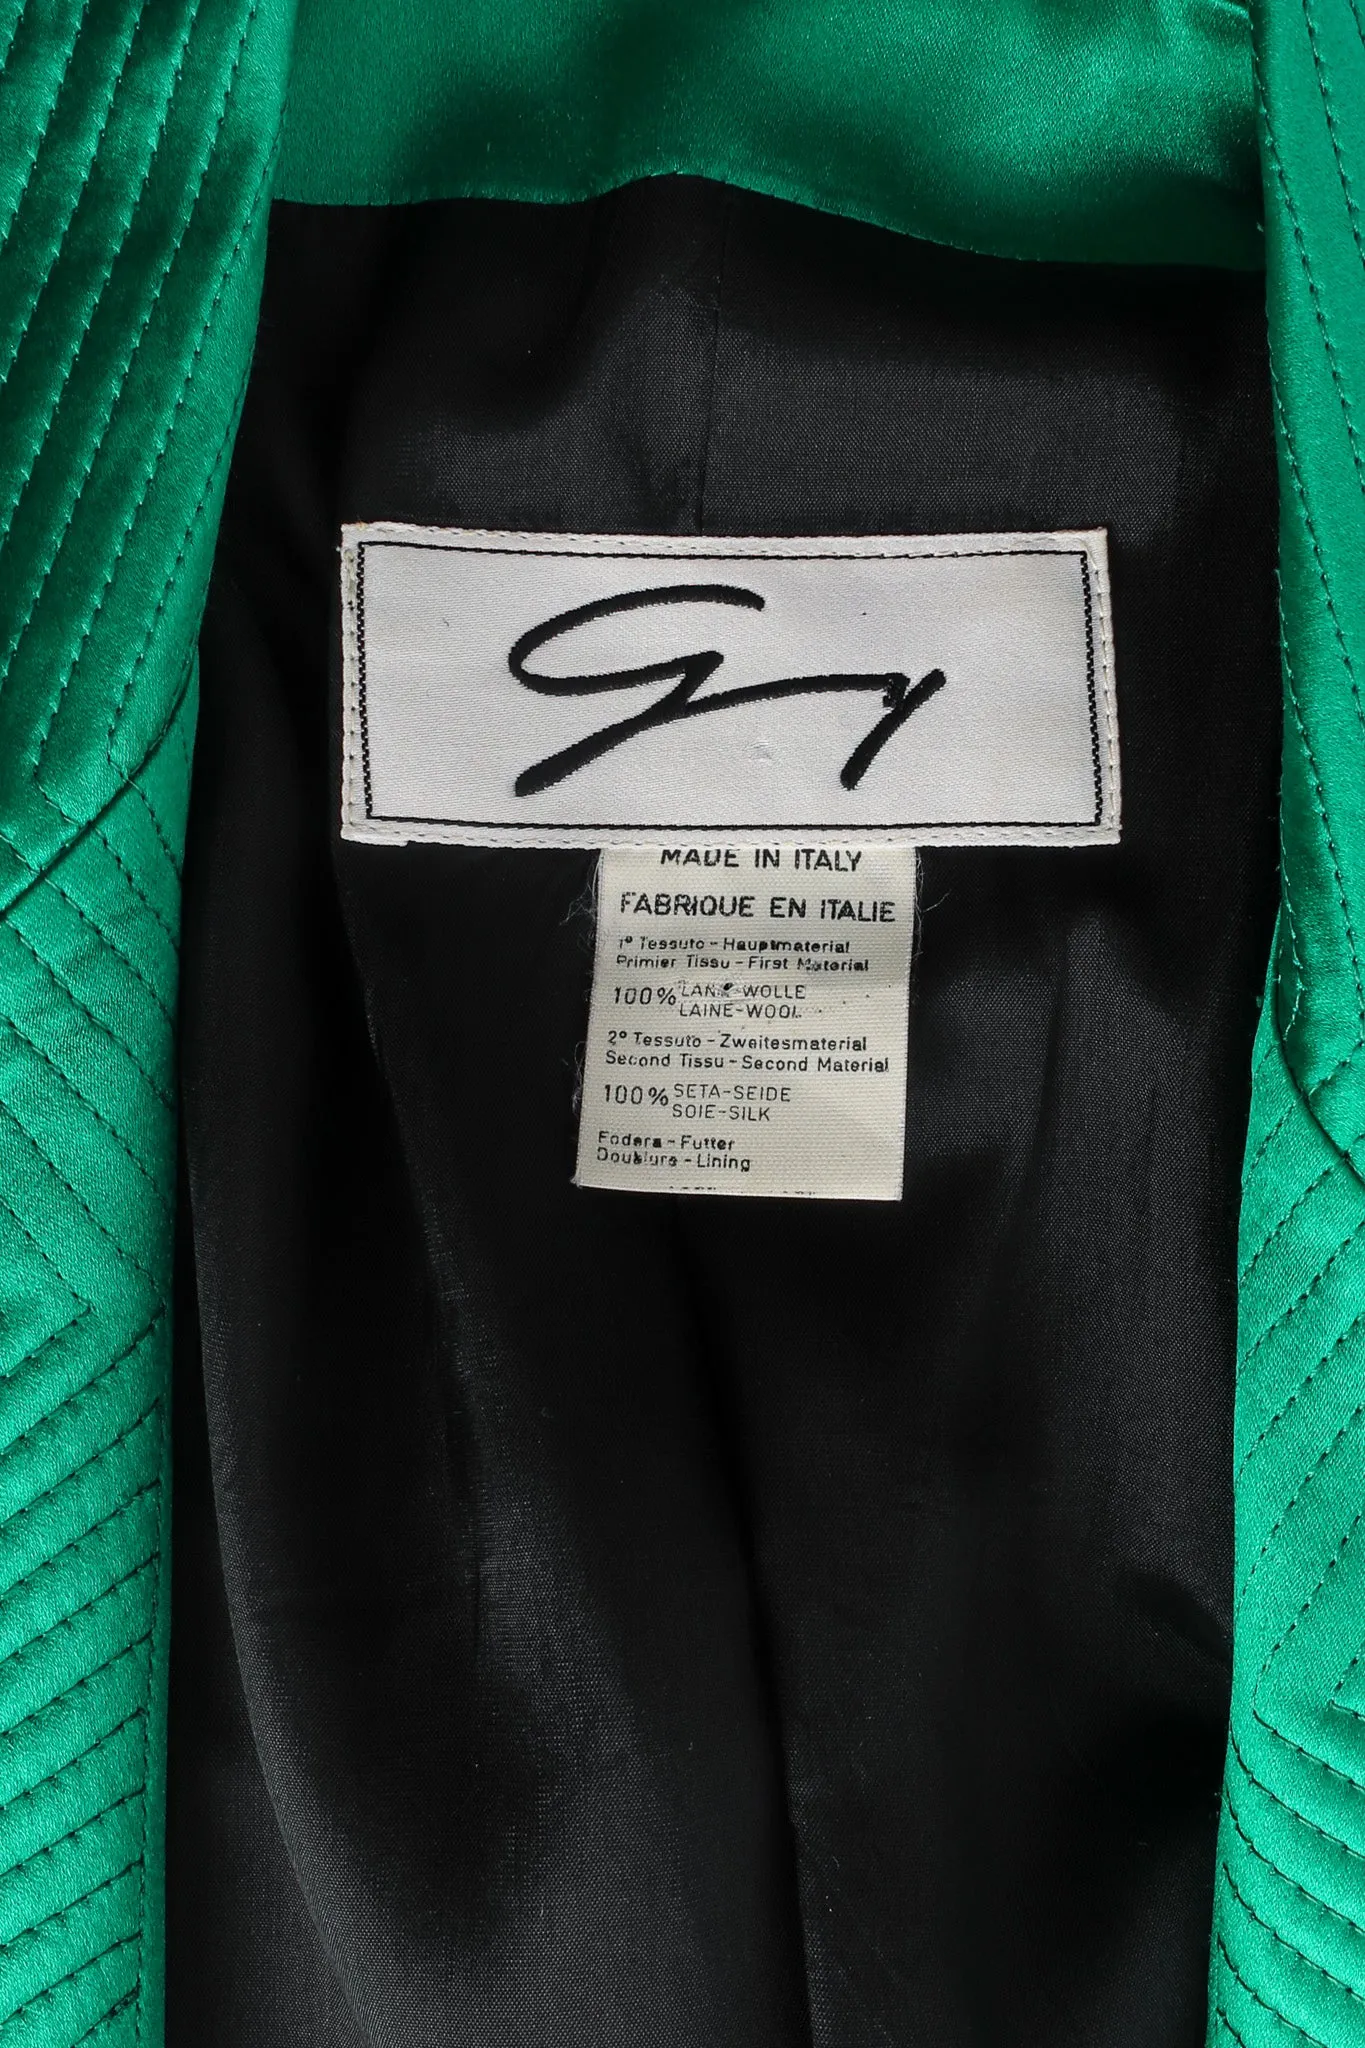 Gy
MADE IN ITALY
FABRIQUE EN ITALIE
1° Tessuto - Hauptmaterial
Primier Tissu - First Material
100% LANA-WOLLE
LAINE-WOOL
2° Tessuto - Zweitesmaterial
Second Tissu - Second Material
100% SETA-SEIDE
SOIE-SILK
Fodera - Futter
Doublure - Lining